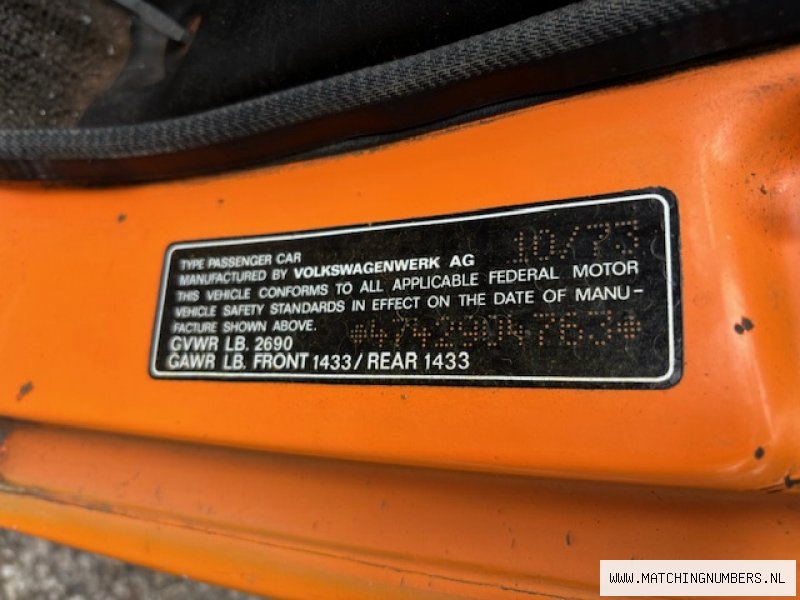 TYPE PASSENGER CAR
MANUFACTURED BY VOLKSWAGENWERK AG 10/73
THIS VEHICLE CONFORMS TO ALL APPLICABLE FEDERAL MOTOR
VEHICLE SAFETY STANDARDS IN EFFECT ON THE DATE OF MANU-
FACTURE SHOWN ABOVE. *4742904763*
GVWR LB. 2690
GAWR LB. FRONT 1433/ REAR 1433
WWW.MATCHINGNUMBERS.NL